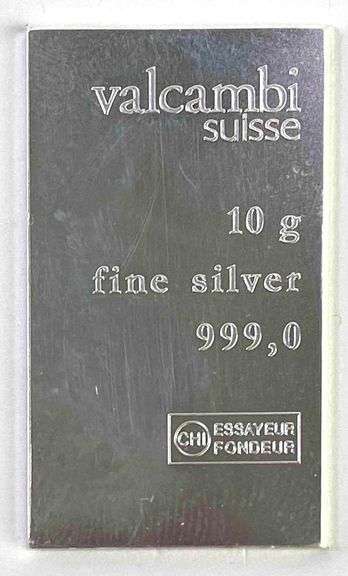 valcambi
suisse
10 g
fine silver
999,0
CHI ESSAYEUR
FONDEUR